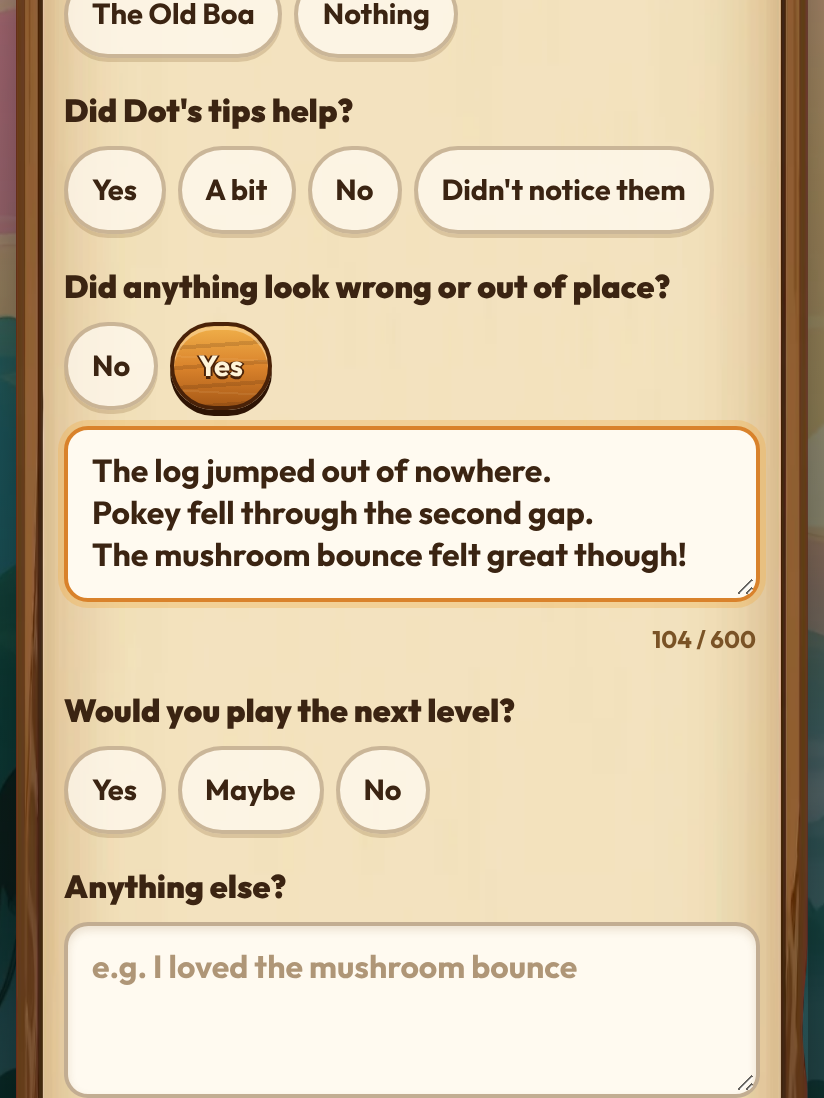 The Old Boa Nothing
Did Dot's tips help?
Yes A bit No Didn't notice them
Did anything look wrong or out of place?
No Yes
The log jumped out of nowhere.
Pokey fell through the second gap.
The mushroom bounce felt great though!
104 / 600
Would you play the next level?
Yes Maybe No
Anything else?
e.g. I loved the mushroom bounce